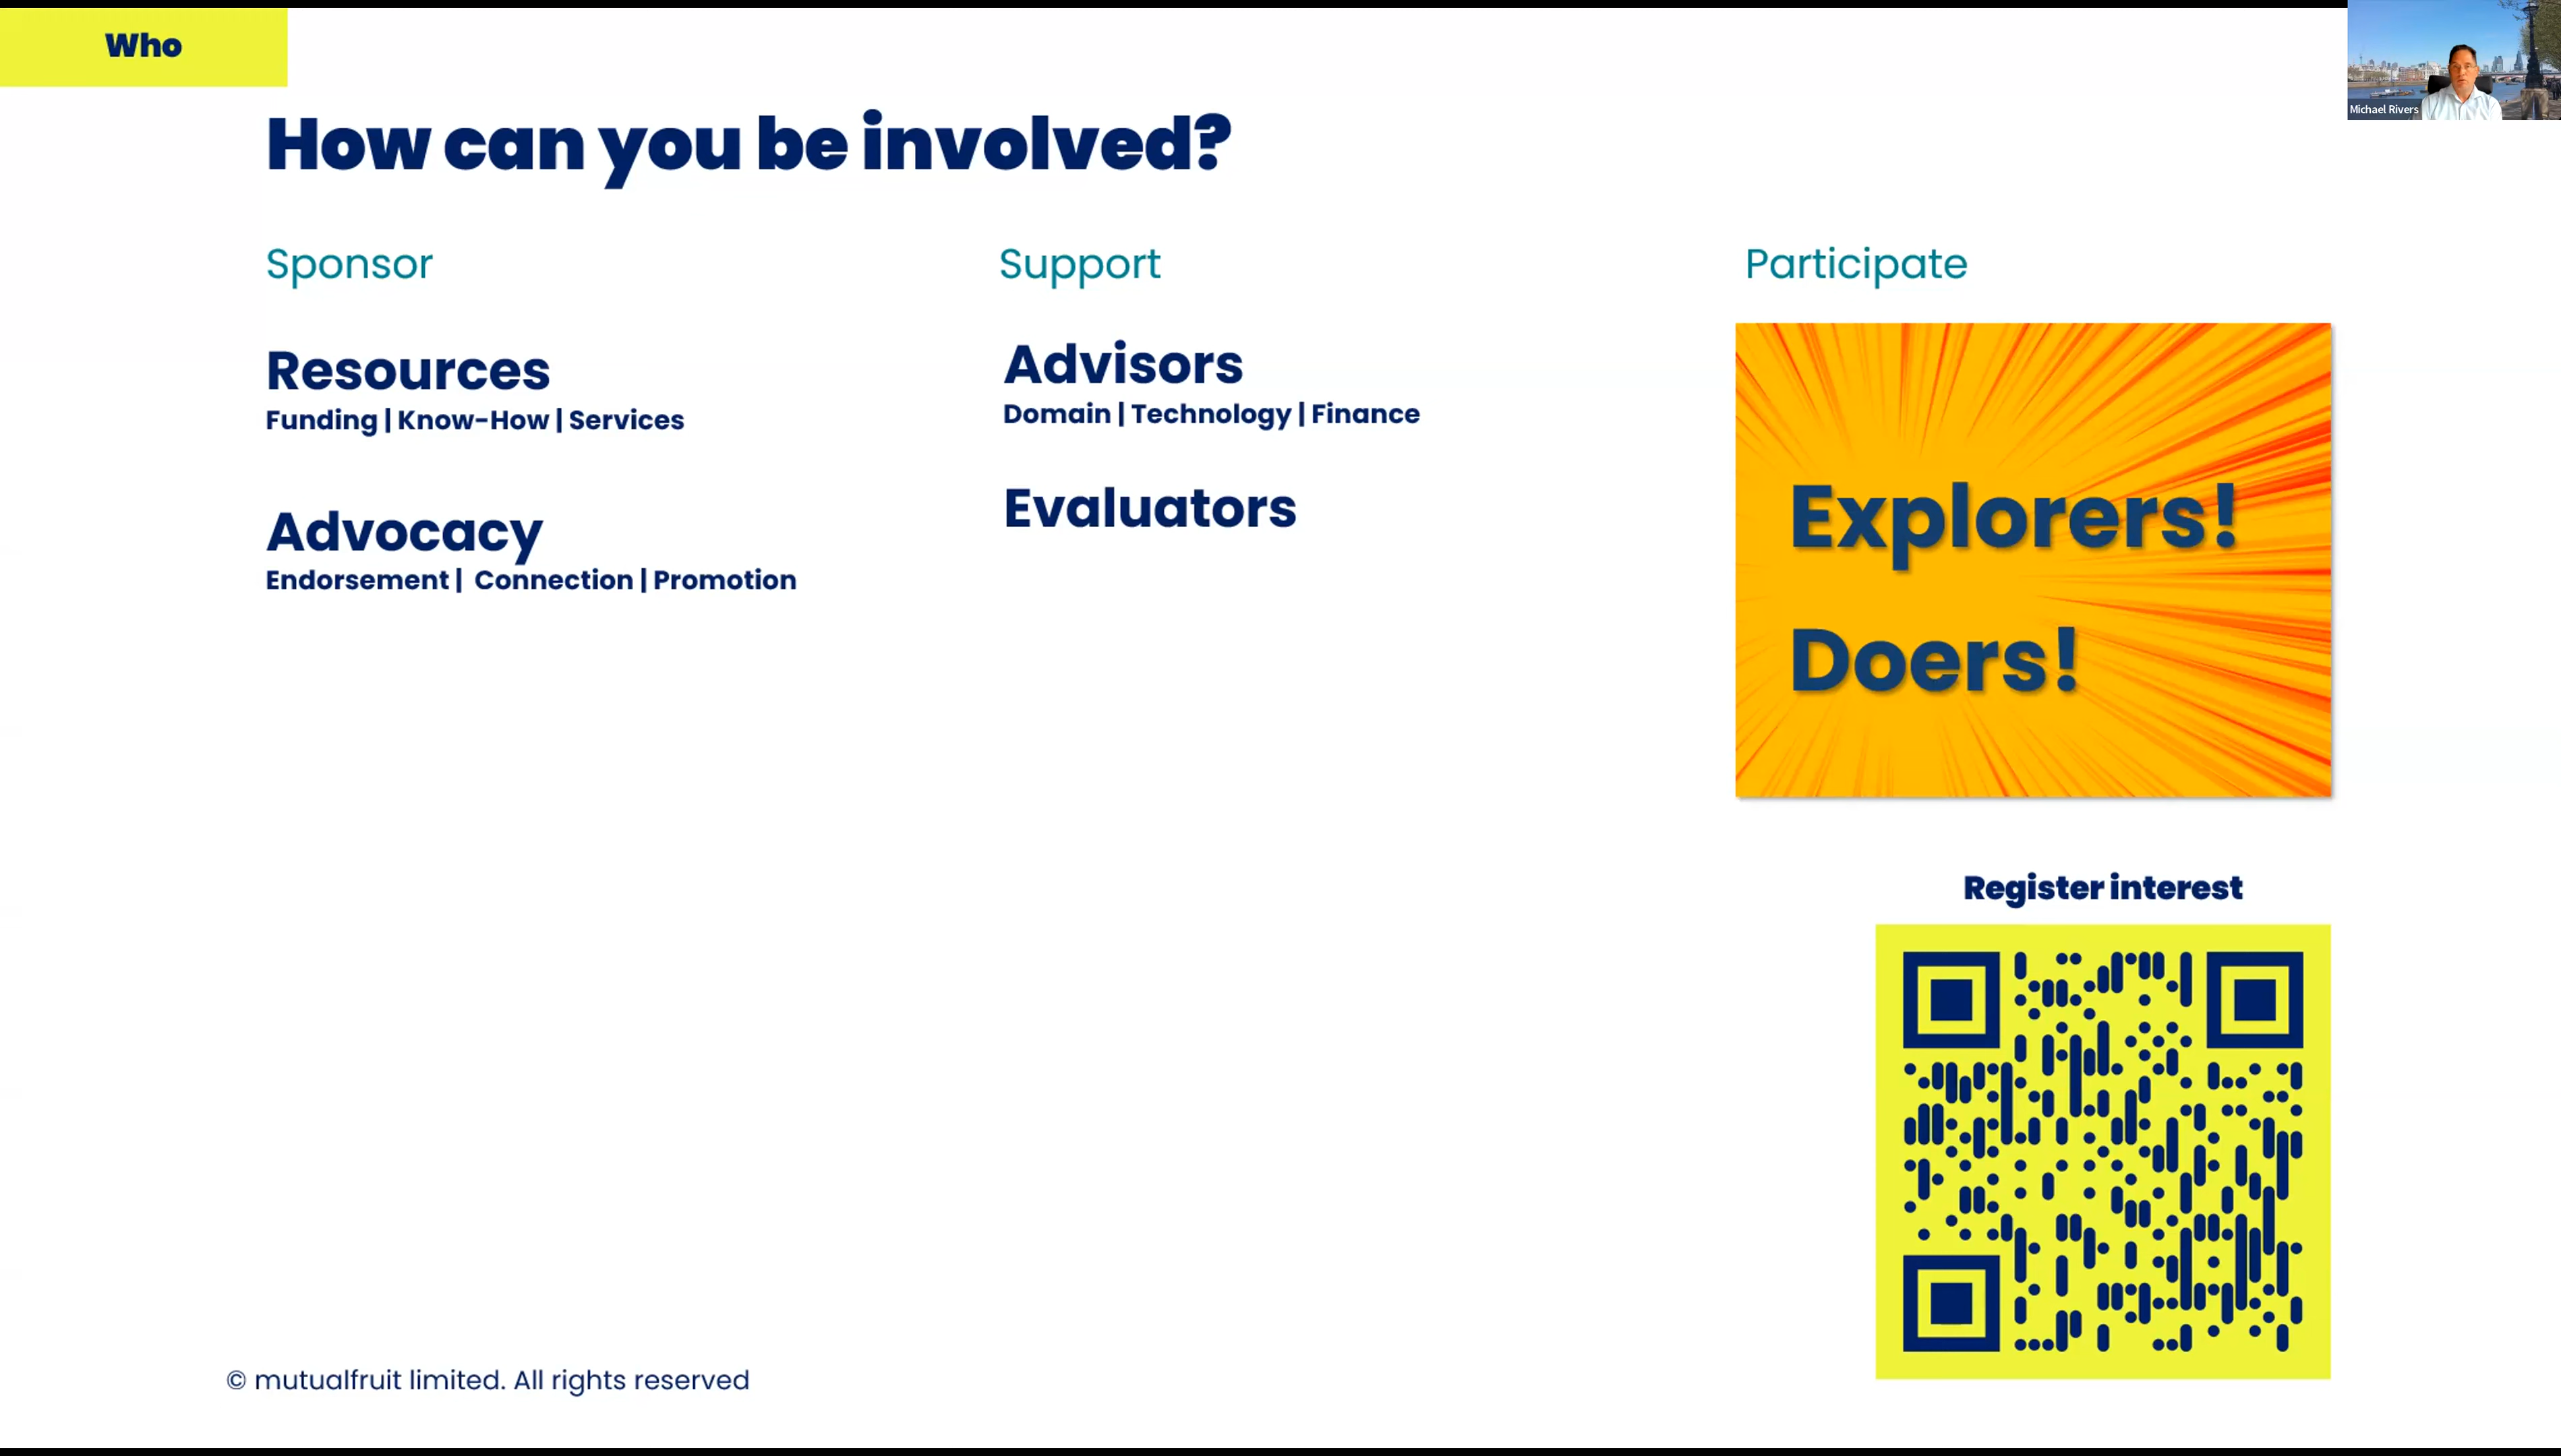 Who
Michael Rivers
How can you be involved?
Sponsor
Resources
Funding | Know-How | Services
Advocacy
Endorsement | Connection | Promotion
Support
Advisors
Domain | Technology | Finance
Evaluators
Participate
Explorers!
Doers!
Register interest
© mutualfruit limited. All rights reserved